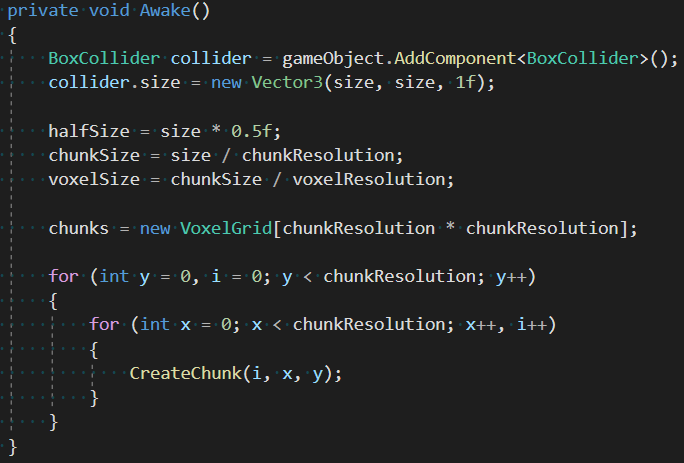 private void Awake()
{
    BoxCollider collider = gameObject.AddComponent<BoxCollider>();
    collider.size = new Vector3(size, size, 1f);

    halfSize = size * 0.5f;
    chunkSize = size / chunkResolution;
    voxelSize = chunkSize / voxelResolution;

    chunks = new VoxelGrid[chunkResolution * chunkResolution];

    for (int y = 0, i = 0; y < chunkResolution; y++)
    {
        for (int x = 0; x < chunkResolution; x++, i++)
        {
            CreateChunk(i, x, y);
        }
    }
}